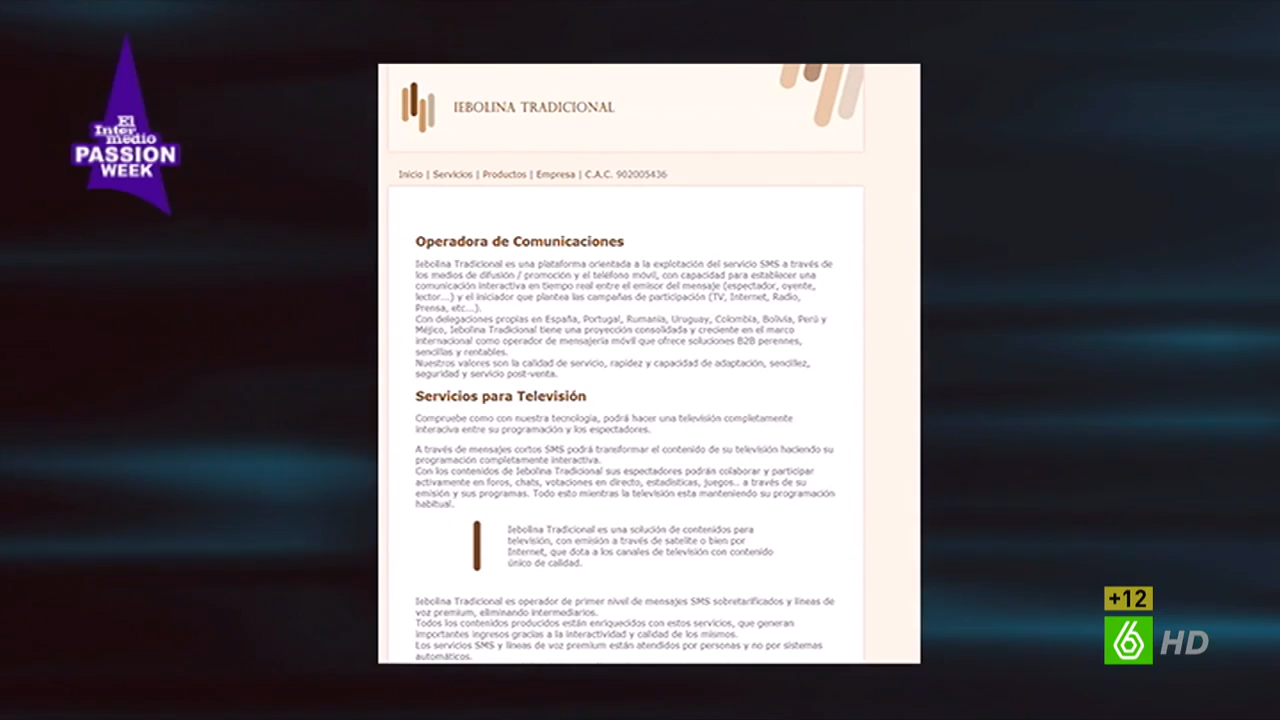 El
Inter
medio
PASSION
WEEK
IEBOLINA TRADICIONAL
Inicio | Servicios | Productos | Empresa | C.A.C. 902005436
Operadora de Comunicaciones
Iebolina Tradicional es una plataforma orientada a la explotación del servicio SMS a través de
los medios de difusión / promoción y el teléfono móvil, con capacidad para establecer una
comunicación interactiva en tiempo real entre el emisor del mensaje (espectador, oyente,
lector...) y el iniciador que plantea las campañas de participación (TV, Internet, Radio,
Prensa, etc...).
Con delegaciones propias en España, Portugal, Rumania, Uruguay, Colombia, Bolivia, Perú y
Méjico, Iebolina Tradicional tiene una proyección consolidada y creciente en el marco
internacional como operador de mensajería móvil que ofrece soluciones B2B perennes,
sencillas y rentables.
Nuestros valores son la calidad de servicio, rapidez y capacidad de adaptación, sencillez,
seguridad y servicio post-venta.
Servicios para Televisión
Compruebe como con nuestra tecnología, podrá hacer una televisión completamente
interaciva entre su programación y los espectadores.
A través de mensajes cortos SMS podrá transformar el contenido de su televisión haciendo su
programación completamente interactiva.
Con los contenidos de Iebolina Tradicional sus espectadores podrán colaborar y participar
activamente en foros, chats, votaciones en directo, estadísticas, juegos.. a través de su
emisión y sus programas. Todo esto mientras la televisión esta manteniendo su programación
habitual.
Iebolina Tradicional es una solución de contenidos para
televisión, con emisión a través de satelite o bien por
Internet, que dota a los canales de televisión con contenido
único de calidad.
Iebolina Tradicional es operador de primer nivel de mensajes SMS sobretarificados y líneas de
voz premium, eliminando intermediarios.
Todos los contenidos producidos están enriquecidos con estos servicios, que generan
importantes ingresos gracias a la interactividad y calidad de los mismos.
Los servicios SMS y líneas de voz premium están atendidos por personas y no por sistemas
automáticos.
+12
6 HD